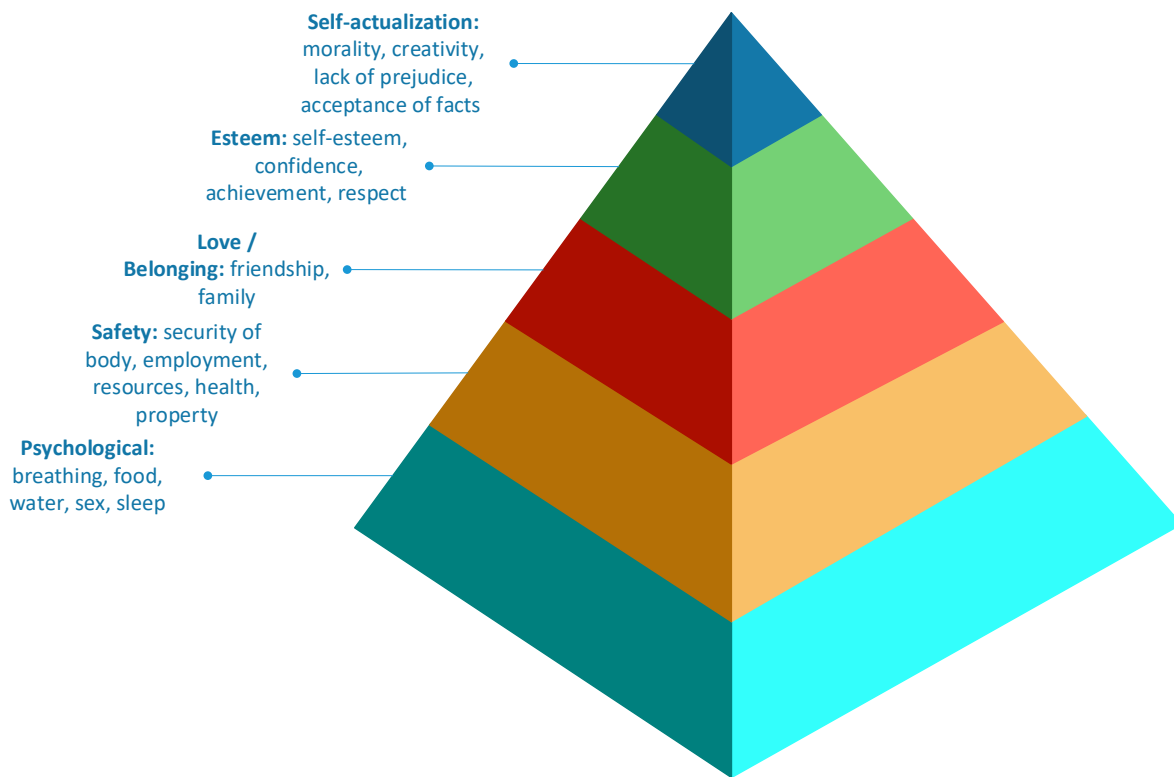 Self-actualization:
morality, creativity,
lack of prejudice,
acceptance of facts
Esteem: self-esteem,
confidence,
achievement, respect
Love /
Belonging: friendship,
family
Safety: security of
body, employment,
resources, health,
property
Psychological:
breathing, food,
water, sex, sleep